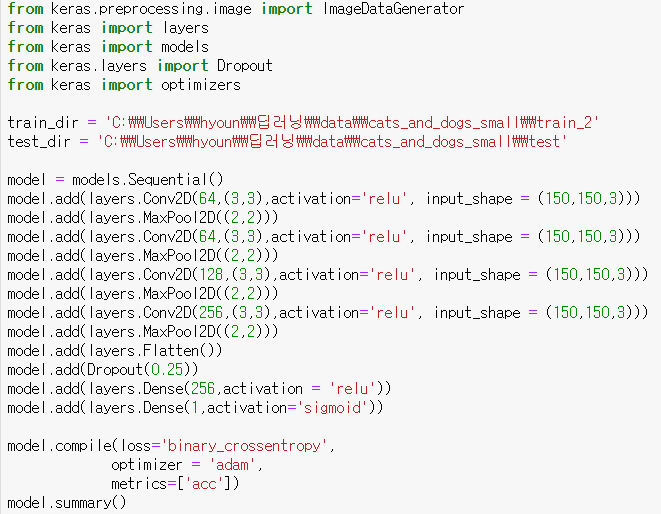 from keras.preprocessing.image import ImageDataGenerator
from keras import layers
from keras import models
from keras.layers import Dropout
from keras import optimizers

train_dir = 'C:₩₩Users₩₩hyoun₩₩딥러닝₩₩data₩₩cats_and_dogs_small₩₩train_2'
test_dir = 'C:₩₩Users₩₩hyoun₩₩딥러닝₩₩data₩₩cats_and_dogs_small₩₩test'

model = models.Sequential()
model.add(layers.Conv2D(64,(3,3),activation='relu', input_shape = (150,150,3)))
model.add(layers.MaxPool2D((2,2)))
model.add(layers.Conv2D(64,(3,3),activation='relu', input_shape = (150,150,3)))
model.add(layers.MaxPool2D((2,2)))
model.add(layers.Conv2D(128,(3,3),activation='relu', input_shape = (150,150,3)))
model.add(layers.MaxPool2D((2,2)))
model.add(layers.Conv2D(256,(3,3),activation='relu', input_shape = (150,150,3)))
model.add(layers.MaxPool2D((2,2)))
model.add(layers.Flatten())
model.add(Dropout(0.25))
model.add(layers.Dense(256,activation = 'relu'))
model.add(layers.Dense(1,activation='sigmoid'))

model.compile(loss='binary_crossentropy',
              optimizer = 'adam',
              metrics=['acc'])
model.summary()